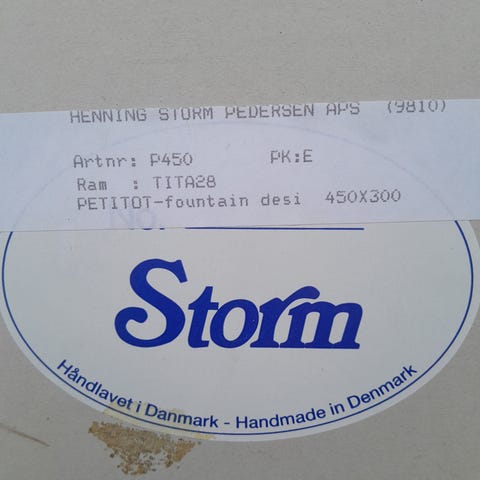 HENNING STORM PEDERSEN APS (9810)
Artnr: P450 PK:E
Ram : TITA28
PETITOT-fountain desi 450X300
No.
Storm
Håndlavet i Danmark - Handmade in Denmark